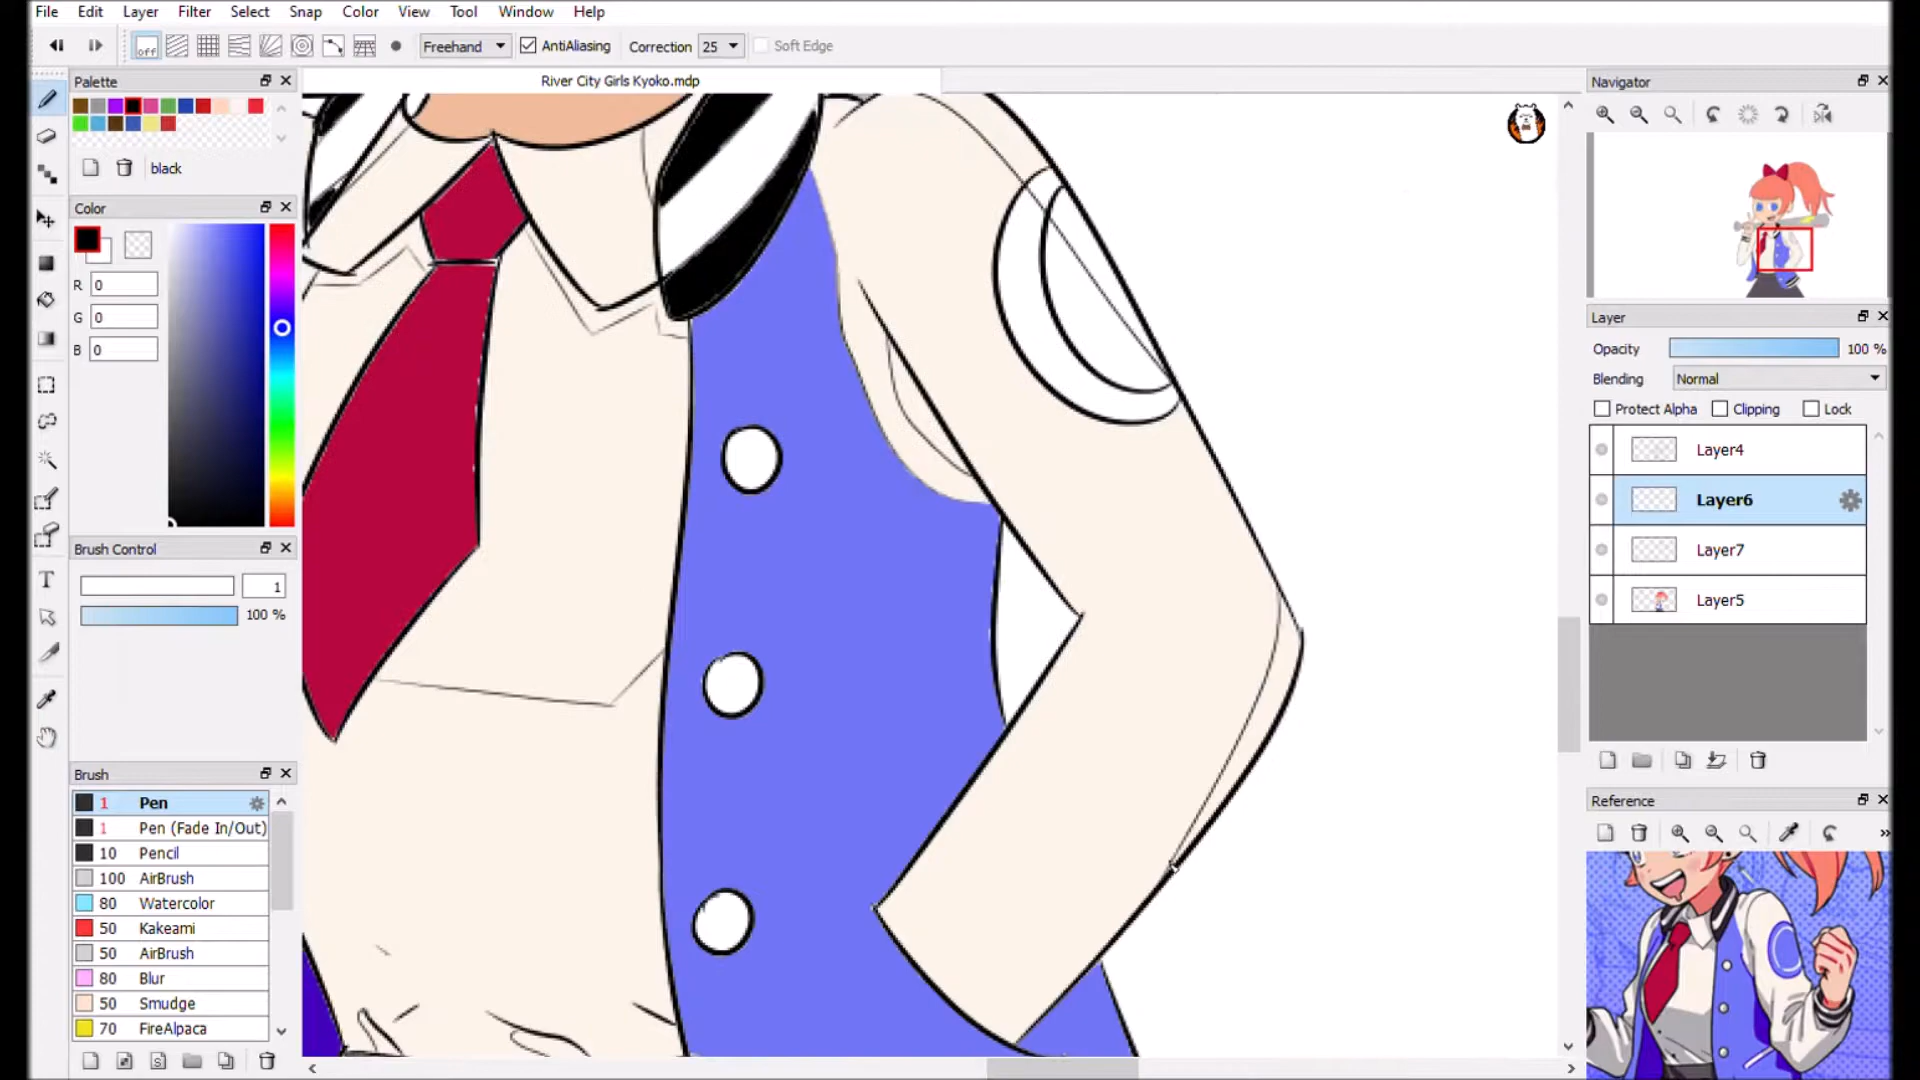 File Edit Layer Filter Select Snap Color View Tool Window Help
off Freehand AntiAliasing Correction 25 Soft Edge
Palette
River City Girls Kyoko.mdp
Navigator
black
Color
R 0
G 0
B 0
Layer
Opacity 100 %
Blending Normal
Protect Alpha Clipping Lock
Layer4
Layer6
Layer7
Layer5
Brush Control
1
100 %
T
Brush
1 Pen
1 Pen (Fade In/Out)
10 Pencil
100 AirBrush
80 Watercolor
50 Kakeami
50 AirBrush
80 Blur
50 Smudge
70 FireAlpaca
Reference